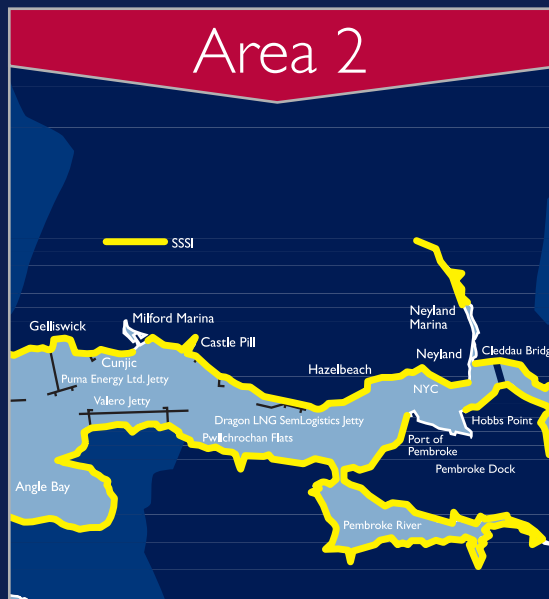 Area 2
SSSI
Milford Marina
Gelliswick
Castle Pill
Neyland
Marina
Neyland
Cleddau Bridg
Cunjic
Hazelbeach
Puma Energy Ltd. Jetty
NYC
Valero Jetty
Dragon LNG SemLogistics Jetty
Hobbs Point
Pwllchrochan Flats
Port of
Pembroke
Pembroke Dock
Angle Bay
Pembroke River